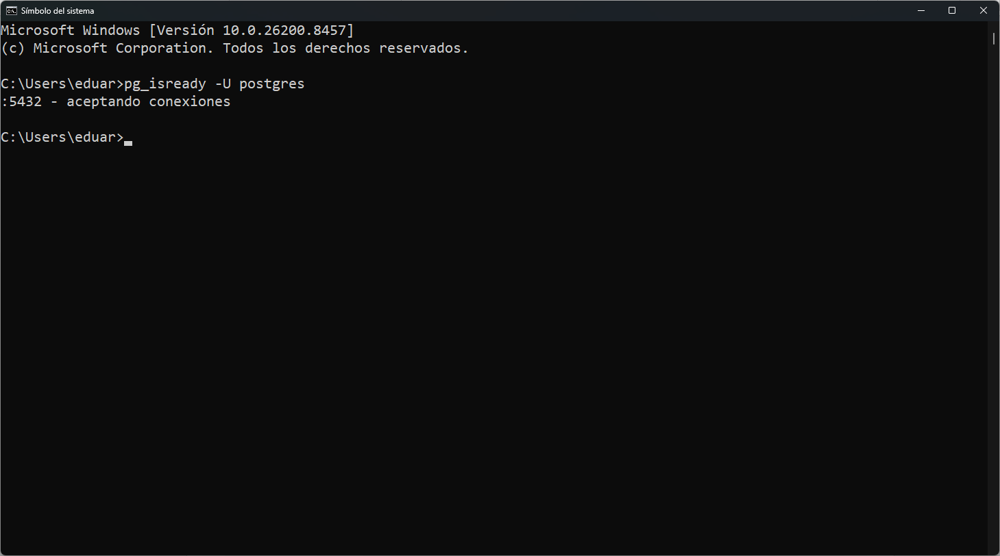 Símbolo del sistema
Microsoft Windows [Versión 10.0.26200.8457]
(c) Microsoft Corporation. Todos los derechos reservados.
C:\Users\eduar>pg_isready -U postgres
:5432 - aceptando conexiones
C:\Users\eduar>